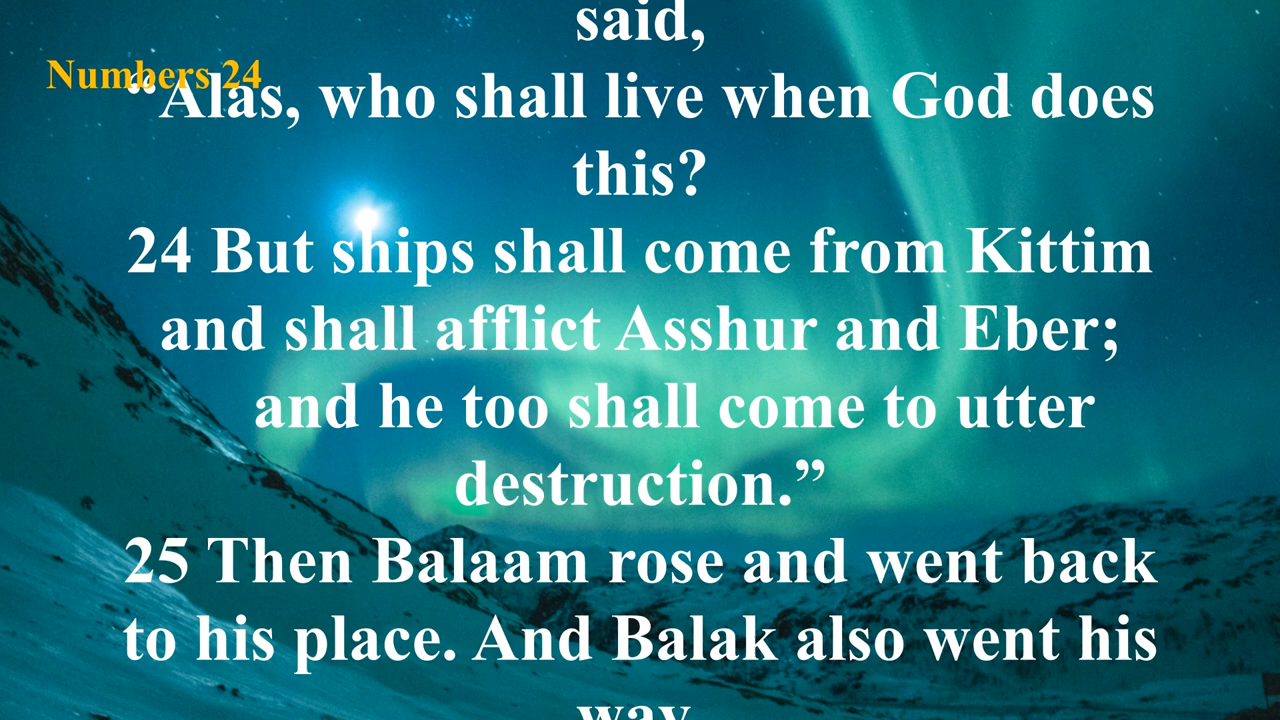 said,
Numbers 24
“Alas, who shall live when God does
this?
24 But ships shall come from Kittim
and shall afflict Asshur and Eber;
and he too shall come to utter
destruction.”
25 Then Balaam rose and went back
to his place. And Balak also went his
way.